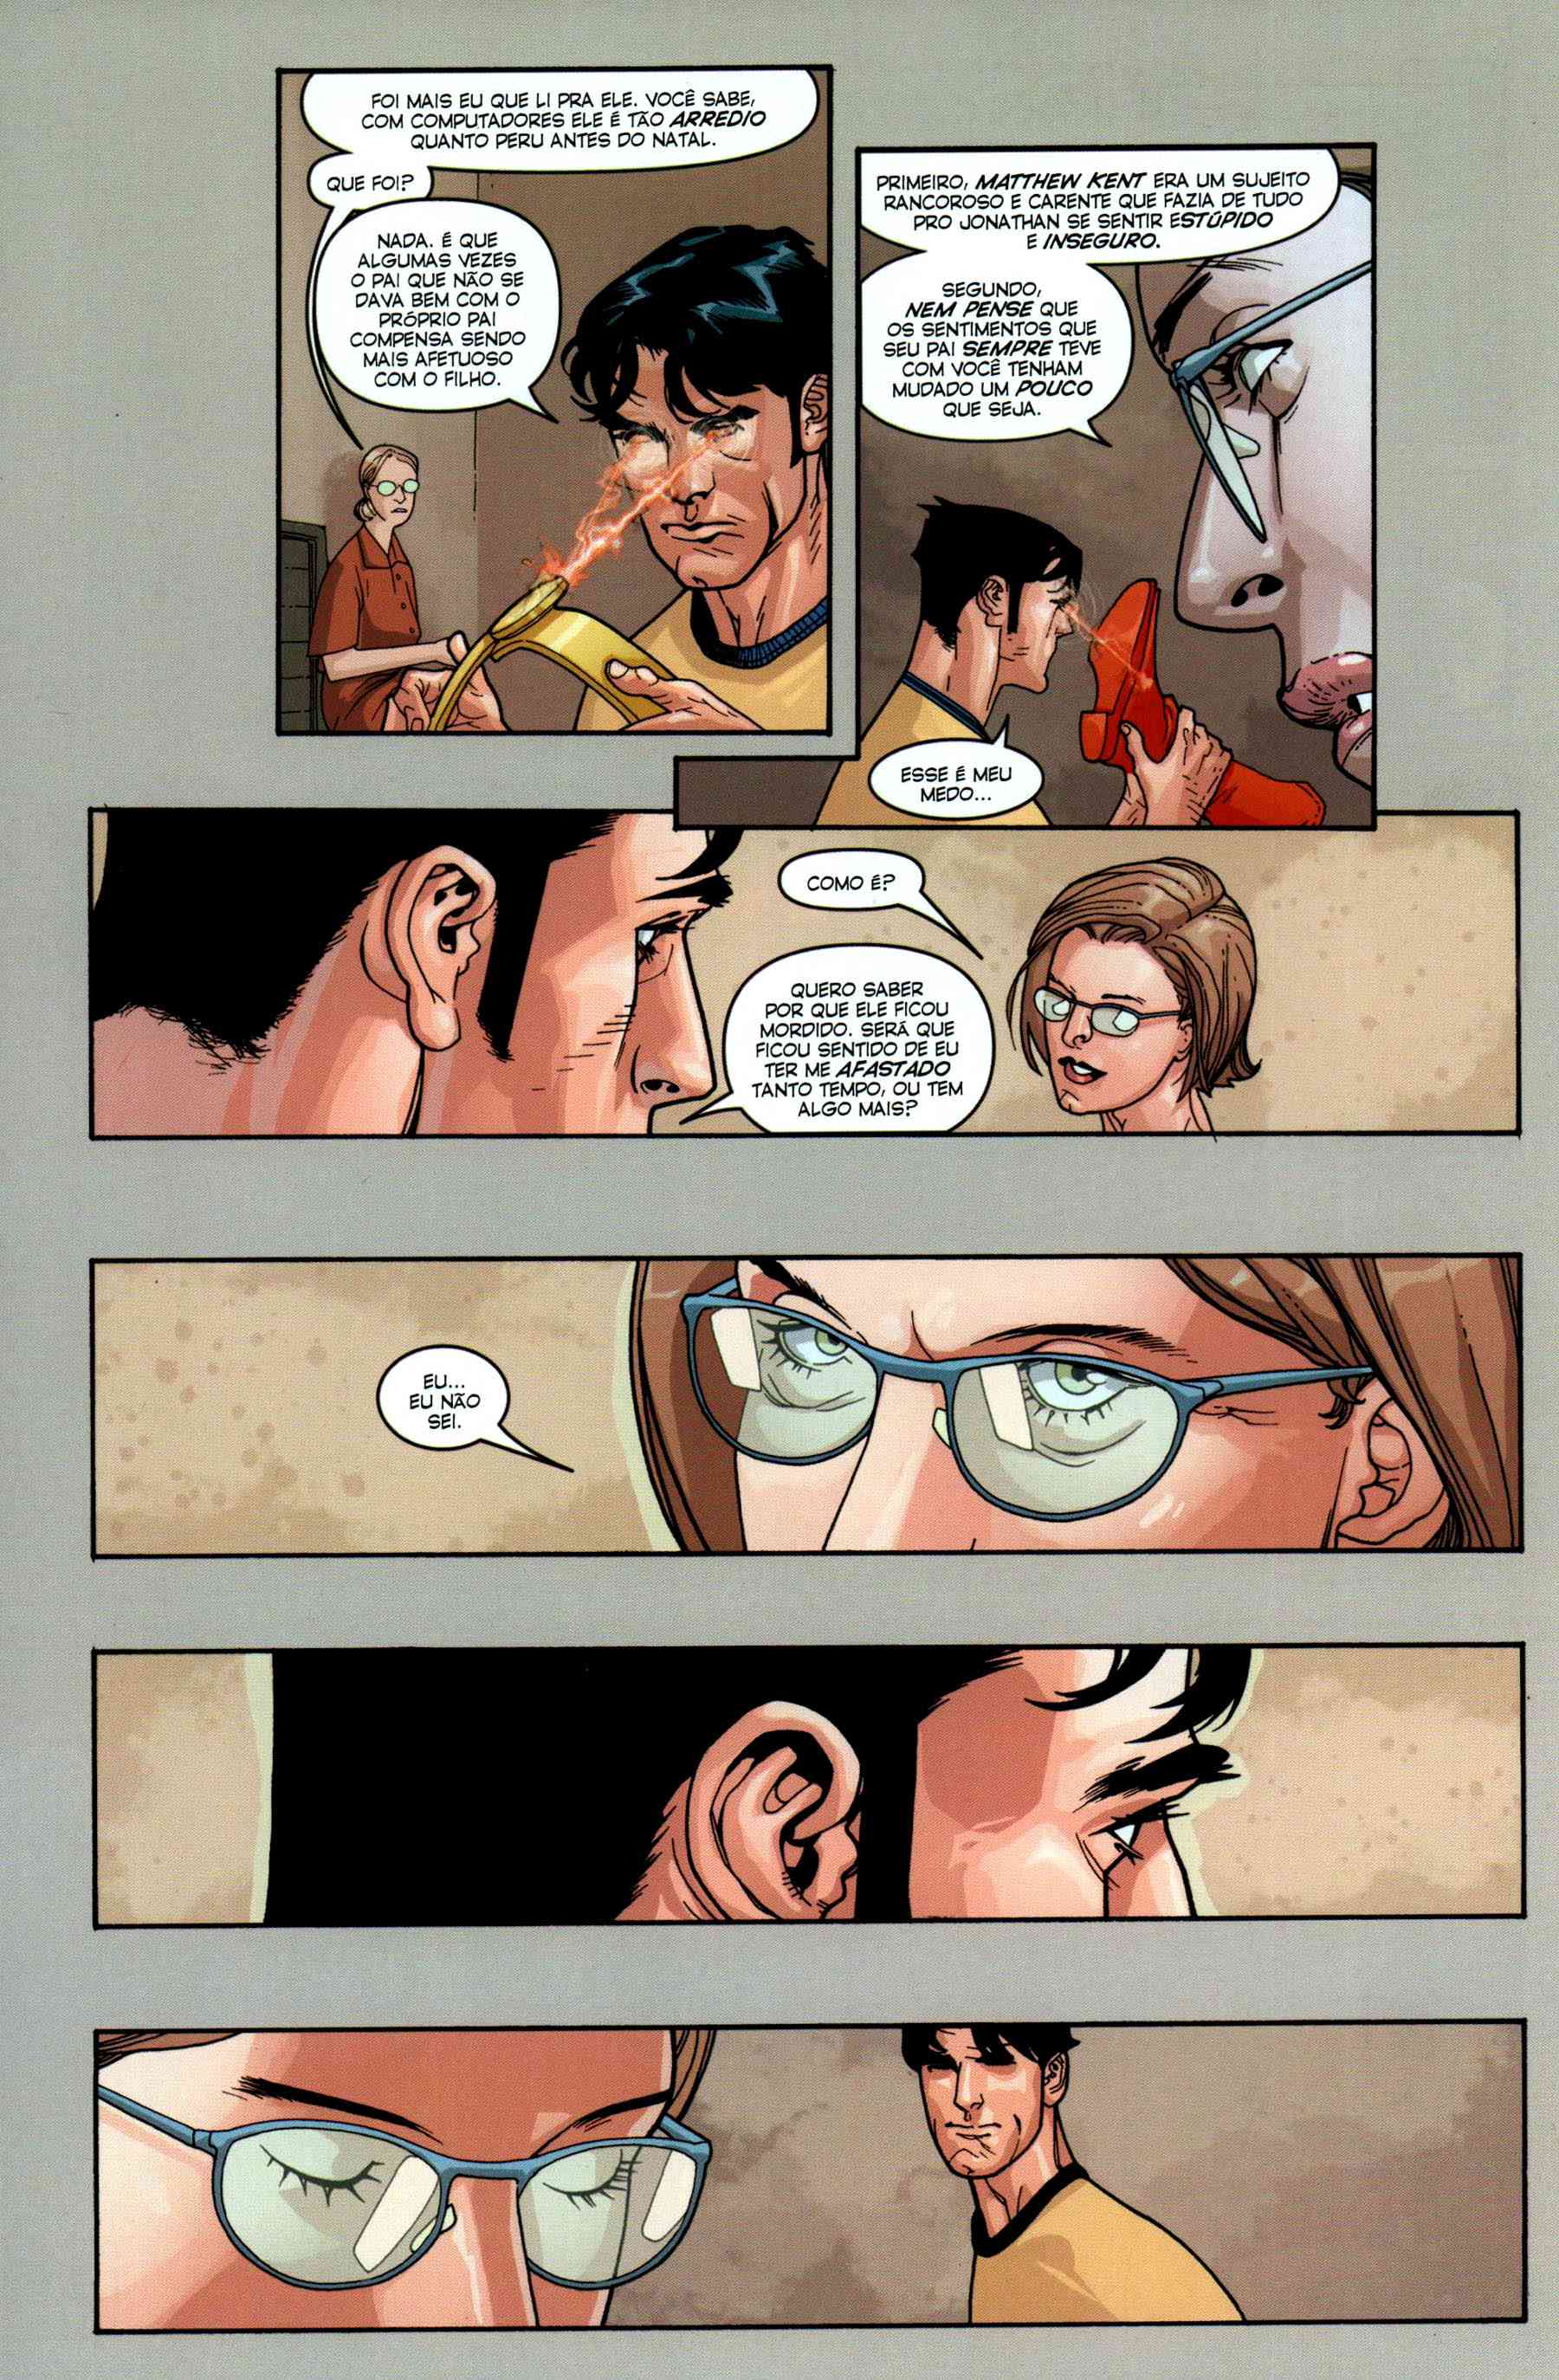 FOI MAIS EU QUE LI PRA ELE. VOCÊ SABE,
COM COMPUTADORES ELE É TÃO ARREDIO
QUANTO PERU ANTES DO NATAL.
QUE FOI?
NADA. É QUE
ALGUMAS VEZES
O PAI QUE NÃO SE
DAVA BEM COM O
PRÓPRIO PAI
COMPENSA SENDO
MAIS AFETUOSO
COM O FILHO.
PRIMEIRO, MATTHEW KENT ERA UM SUJEITO
RANCOROSO E CARENTE QUE FAZIA DE TUDO
PRO JONATHAN SE SENTIR ESTÚPIDO
E INSEGURO.
SEGUNDO,
NEM PENSE QUE
OS SENTIMENTOS QUE
SEU PAI SEMPRE TEVE
COM VOCÊ TENHAM
MUDADO UM POUCO
QUE SEJA.
ESSE É MEU
MEDO...
COMO É?
QUERO SABER
POR QUE ELE FICOU
MORDIDO. SERÁ QUE
FICOU SENTIDO DE EU
TER ME AFASTADO
TANTO TEMPO, OU TEM
ALGO MAIS?
EU...
EU NÃO
SEI.